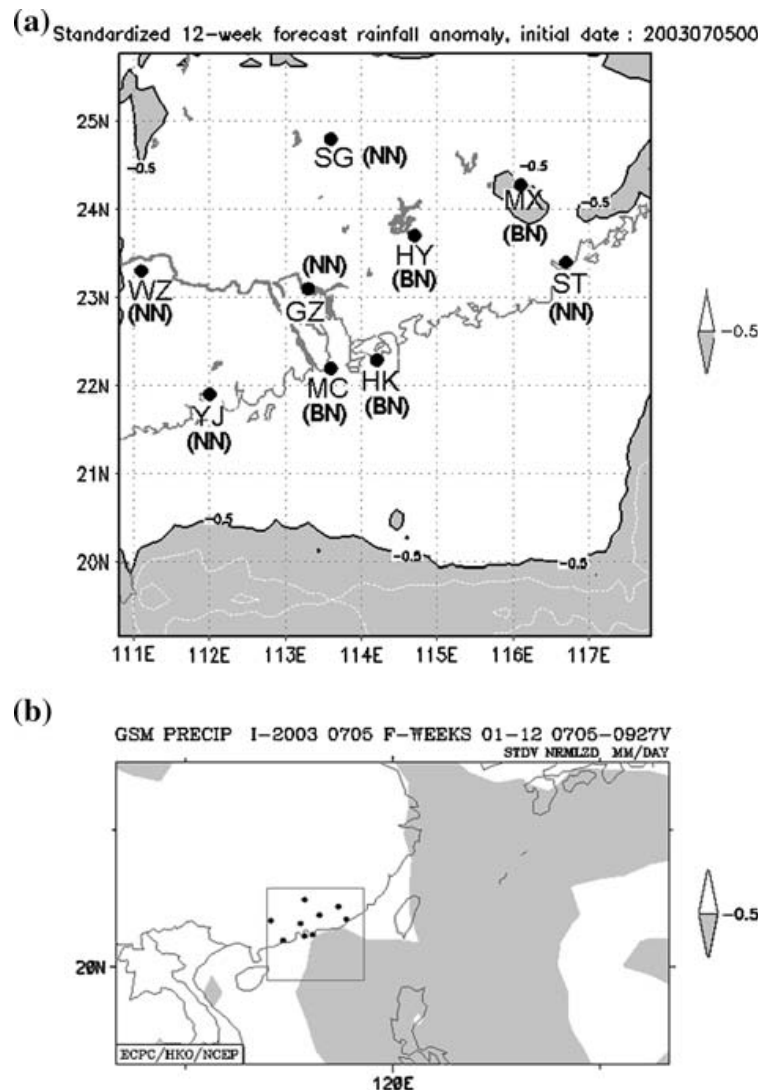 (a) Standardized 12-week forecast rainfall anomaly, initial date : 2003070500
25N
-0.5
SG (NN)
-0.5
MX
(BN)
-0.5
24N
HY
(BN)
(NN)
GZ
WZ
(NN)
ST
(NN)
23N
-0.5
22N
YJ
(NN)
MC
(BN)
HK
(BN)
21N
-0.5
-0.5
-0.5
-0.5
20N
111E 112E 113E 114E 115E 116E 117E
(b)
GSM PRECIP I-2003 0705 F-WEEKS 01-12 0705-0927V
STDV NRMLZD MM/DAY
-0.5
20N
ECPC/HKO/NCEP
120E